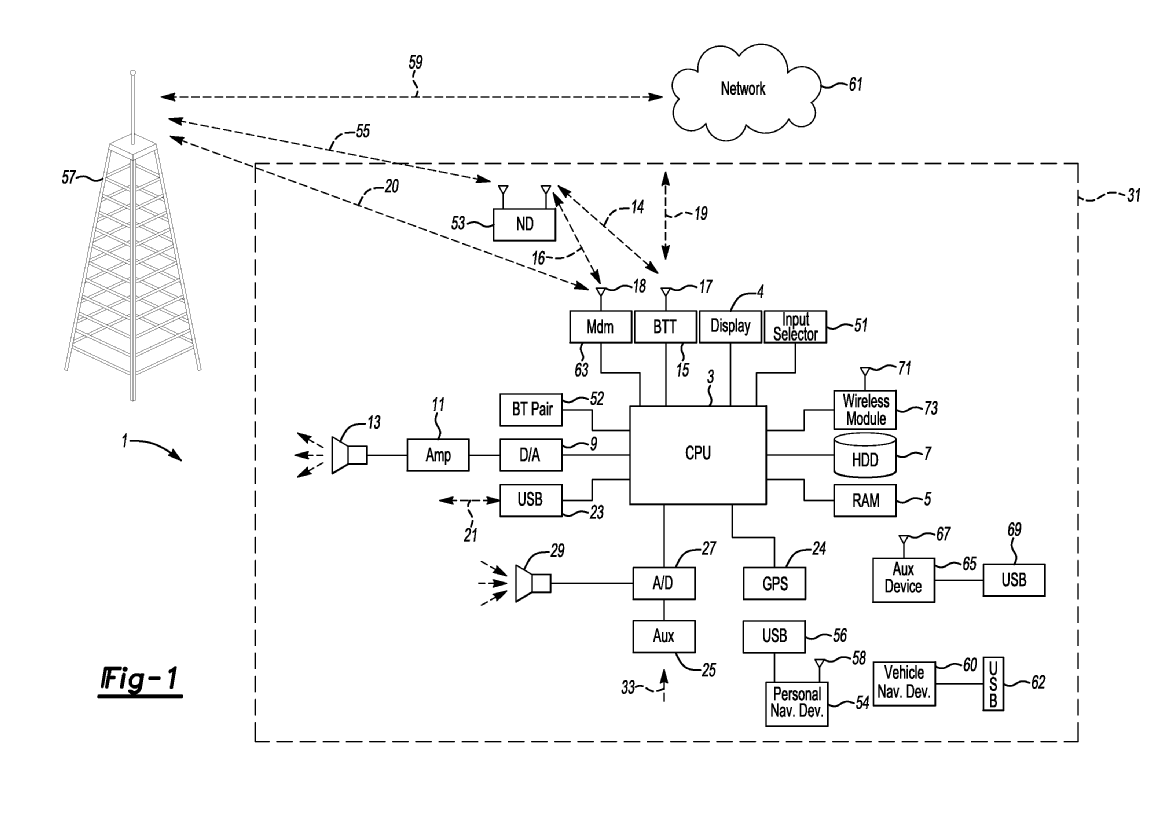 59
Network
61
55
57
20
31
14
19
53
ND
16
18
17
4
Mdm
BTT
Display
Input
Selector
51
63
15
3
71
52
BT Pair
Wireless
Module
73
13
11
9
1
Amp
D/A
CPU
HDD
7
USB
23
21
RAM
5
29
27
24
67
69
A/D
GPS
Aux
Device
65
USB
Aux
25
USB
56
58
60
Vehicle
Nav. Dev.
U
S
B
62
33
Personal
Nav. Dev.
54
Fig-1